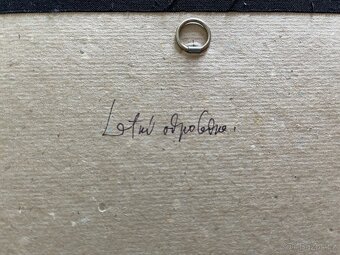 Letní odpoledne.